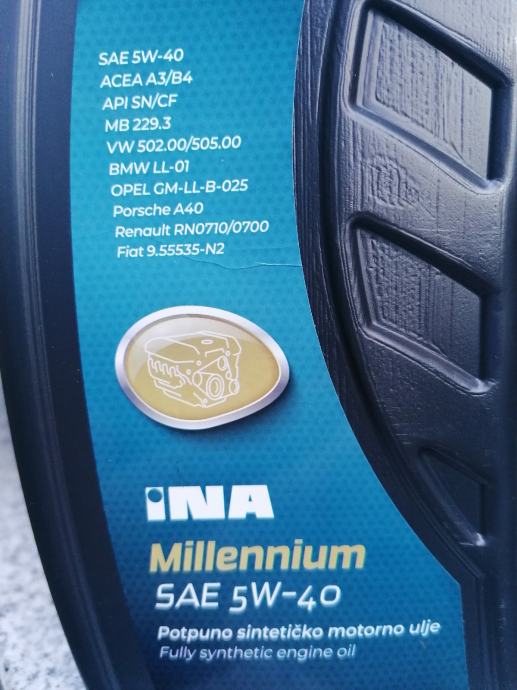 SAE 5W-40
ACEA A3/B4
API SN/CF
MB 229.3
VW 502.00/505.00
BMW LL-01
OPEL GM-LL-B-025
Porsche A40
Renault RN0710/0700
Fiat 9.55535-N2
INA
Millennium
SAE 5W-40
Potpuno sintetičko motorno ulje
Fully synthetic engine oil